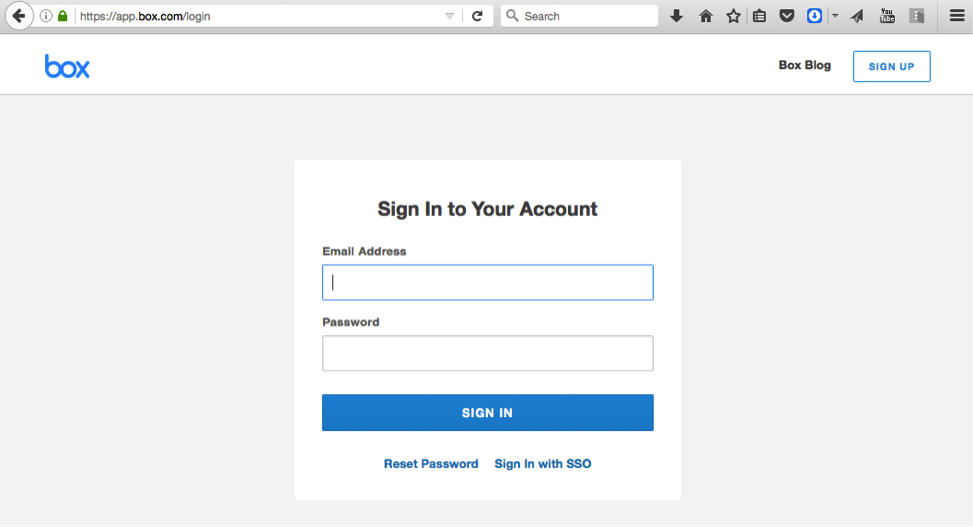 https://app.box.com/login
Search
You Tube
box
Box Blog
SIGN UP
Sign In to Your Account
Email Address
Password
SIGN IN
Reset Password Sign In with SSO